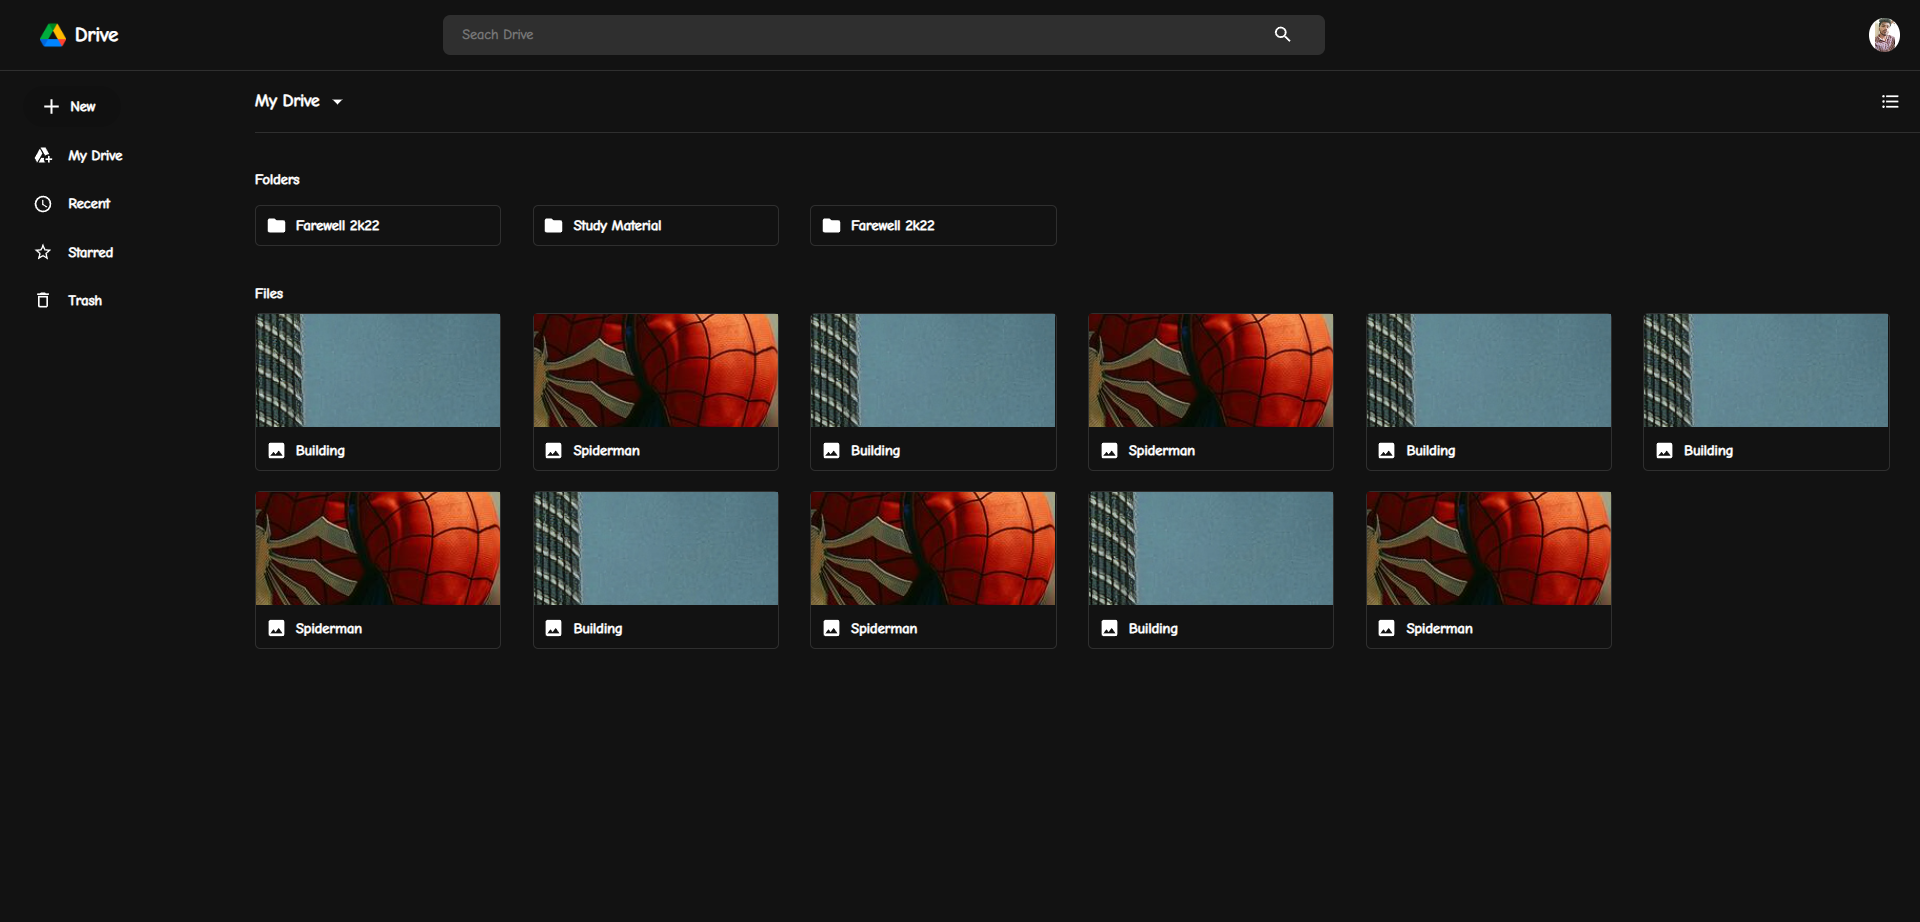 Drive
Seach Drive
New
My Drive
My Drive
Recent
Starred
Trash
Folders
Farewell 2k22
Study Material
Farewell 2k22
Files
Building
Spiderman
Building
Spiderman
Building
Building
Spiderman
Building
Spiderman
Building
Spiderman